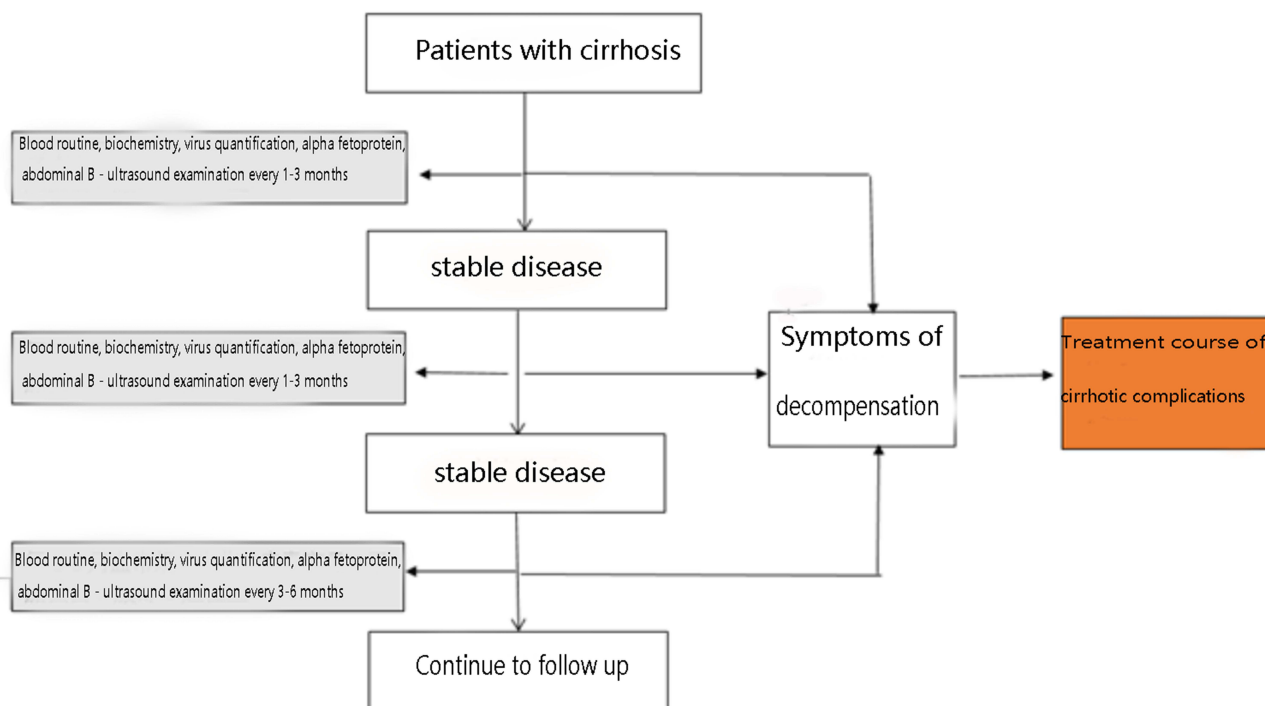 Patients with cirrhosis
Blood routine, biochemistry, virus quantification, alpha fetoprotein,
abdominal B - ultrasound examination every 1-3 months
stable disease
Blood routine, biochemistry, virus quantification, alpha fetoprotein,
abdominal B - ultrasound examination every 1-3 months
Symptoms of
decompensation
Treatment course of
cirrhotic complications
stable disease
Blood routine, biochemistry, virus quantification, alpha fetoprotein,
abdominal B - ultrasound examination every 3-6 months
Continue to follow up